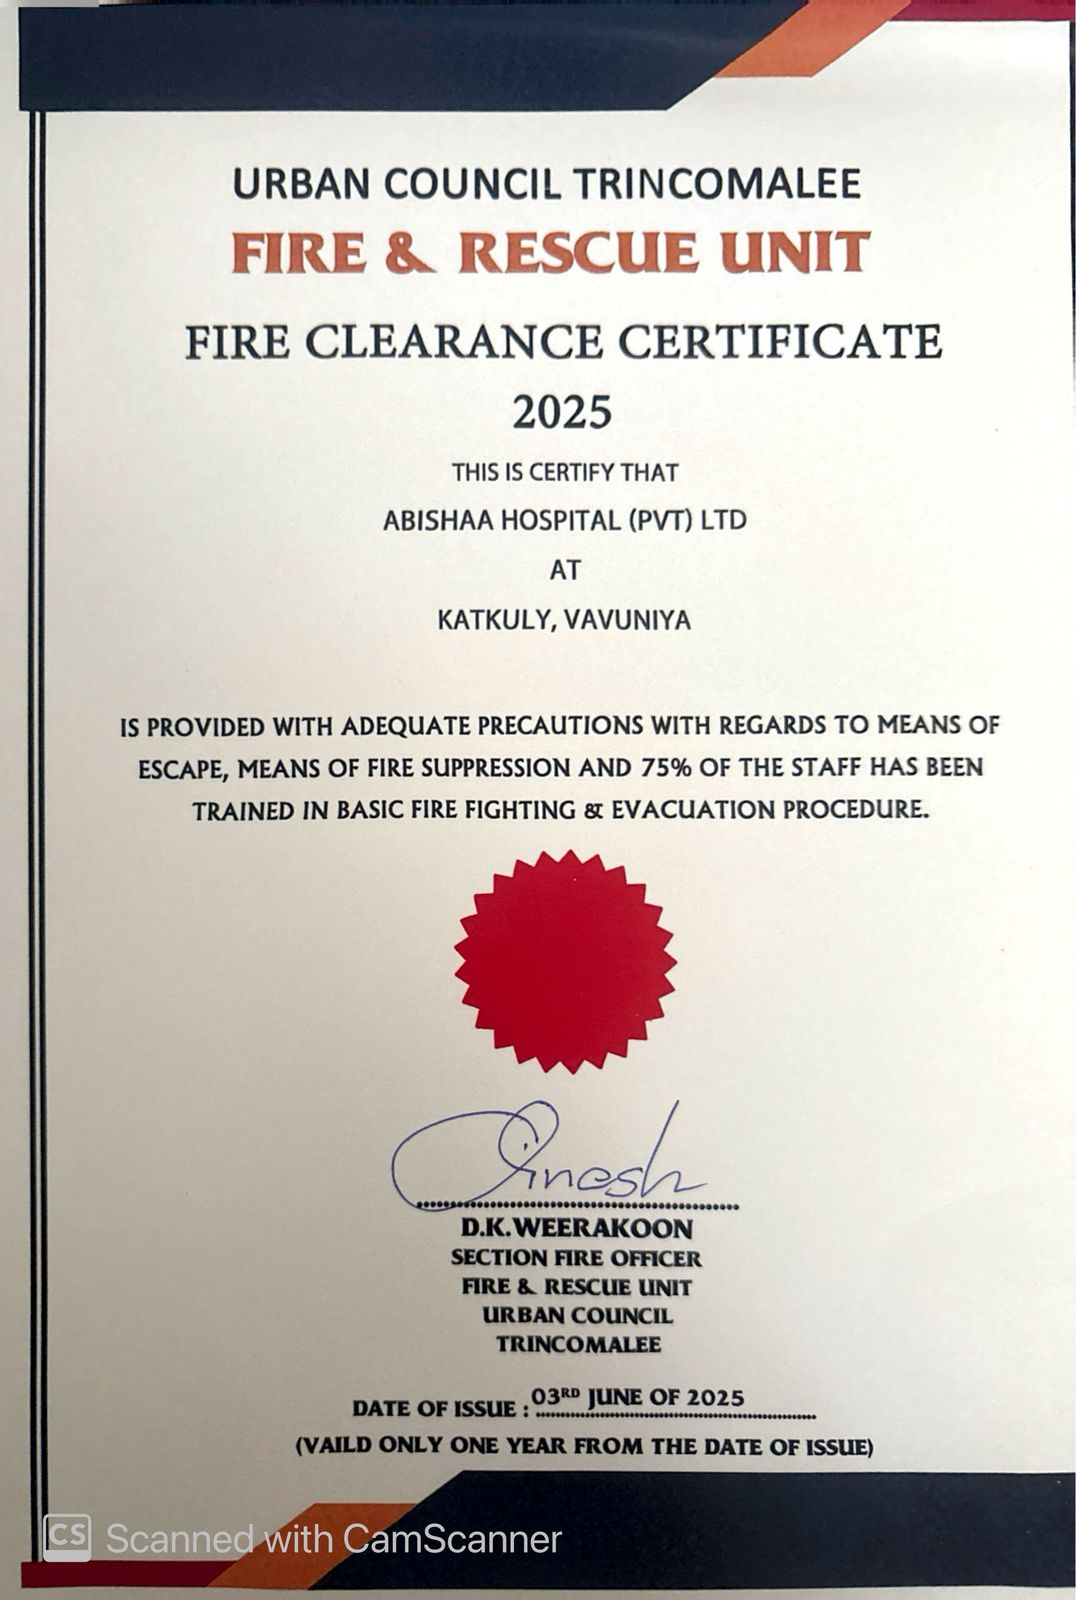 URBAN COUNCIL TRINCOMALEE
FIRE & RESCUE UNIT
FIRE CLEARANCE CERTIFICATE
2025
THIS IS CERTIFY THAT
ABISHAA HOSPITAL (PVT) LTD
AT
KATKULY, VAVUNIYA
IS PROVIDED WITH ADEQUATE PRECAUTIONS WITH REGARDS TO MEANS OF
ESCAPE, MEANS OF FIRE SUPPRESSION AND 75% OF THE STAFF HAS BEEN
TRAINED IN BASIC FIRE FIGHTING & EVACUATION PROCEDURE.
Dinesh
D.K.WEERAKOON
SECTION FIRE OFFICER
FIRE & RESCUE UNIT
URBAN COUNCIL
TRINCOMALEE
DATE OF ISSUE : 03RD JUNE OF 2025
(VAILD ONLY ONE YEAR FROM THE DATE OF ISSUE)
CS Scanned with CamScanner